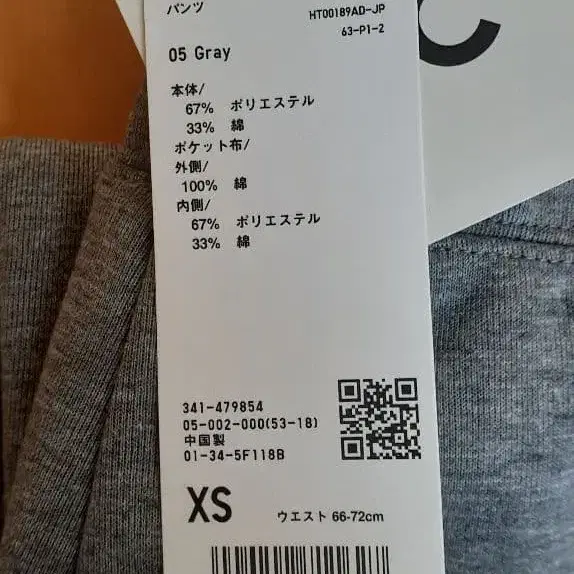 パンツ
HT00189AD-JP
63-P1-2
C
05 Gray
本体/
67% ポリエステル
33% 綿
ポケット布/
外側/
100% 綿
内側/
67% ポリエステル
33% 綿
341-479854
05-002-000(53-18)
中国製
01-34-5F118B
XS
ウエスト 66-72cm